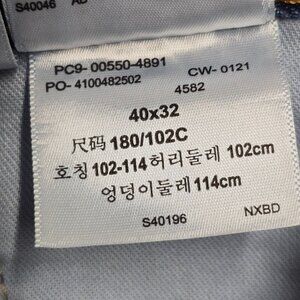 S40046
PC9- 00550-4891
PO- 4100482502 CW- 0121
4582
40x32
尺码 180/102C
호칭 102-114 허리둘레 102cm
엉덩이둘레 114cm
S40196 NXBD